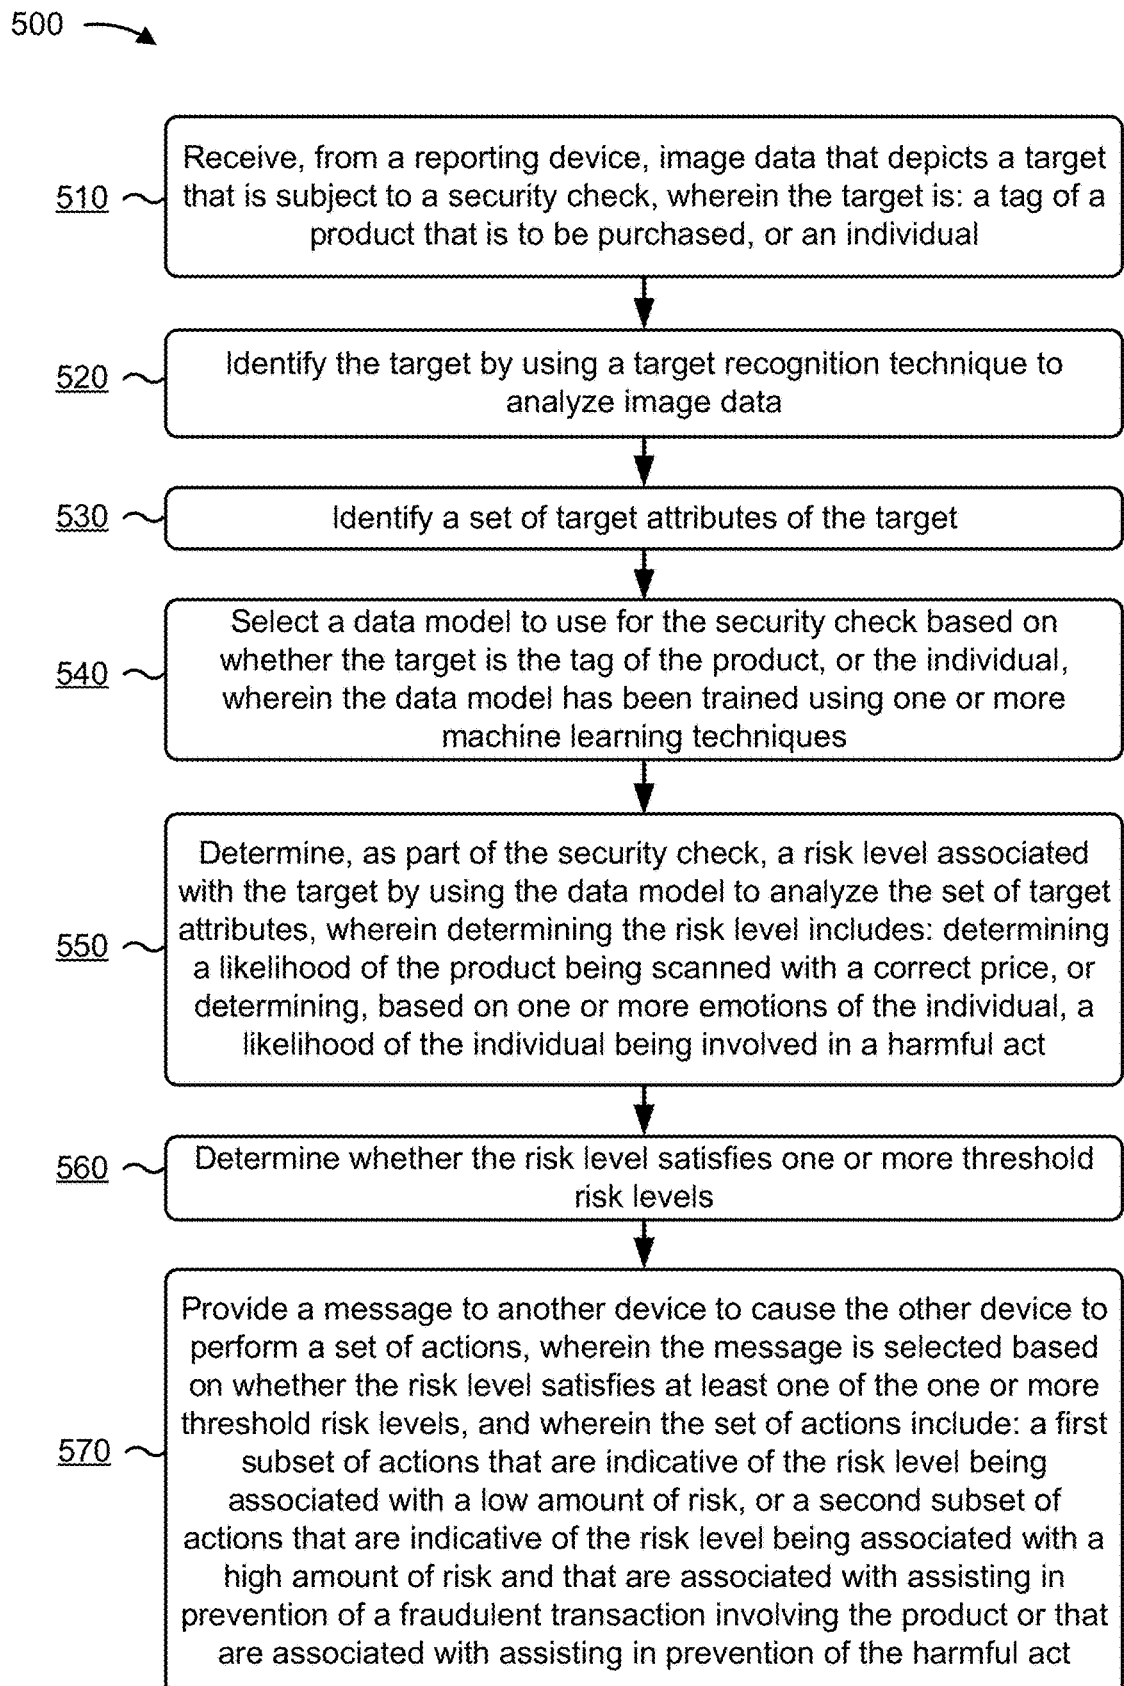 500
510
Receive, from a reporting device, image data that depicts a target
that is subject to a security check, wherein the target is: a tag of a
product that is to be purchased, or an individual
520
Identify the target by using a target recognition technique to
analyze image data
530
Identify a set of target attributes of the target
540
Select a data model to use for the security check based on
whether the target is the tag of the product, or the individual,
wherein the data model has been trained using one or more
machine learning techniques
550
Determine, as part of the security check, a risk level associated
with the target by using the data model to analyze the set of target
attributes, wherein determining the risk level includes: determining
a likelihood of the product being scanned with a correct price, or
determining, based on one or more emotions of the individual, a
likelihood of the individual being involved in a harmful act
560
Determine whether the risk level satisfies one or more threshold
risk levels
570
Provide a message to another device to cause the other device to
perform a set of actions, wherein the message is selected based
on whether the risk level satisfies at least one of the one or more
threshold risk levels, and wherein the set of actions include: a first
subset of actions that are indicative of the risk level being
associated with a low amount of risk, or a second subset of
actions that are indicative of the risk level being associated with a
high amount of risk and that are associated with assisting in
prevention of a fraudulent transaction involving the product or that
are associated with assisting in prevention of the harmful act